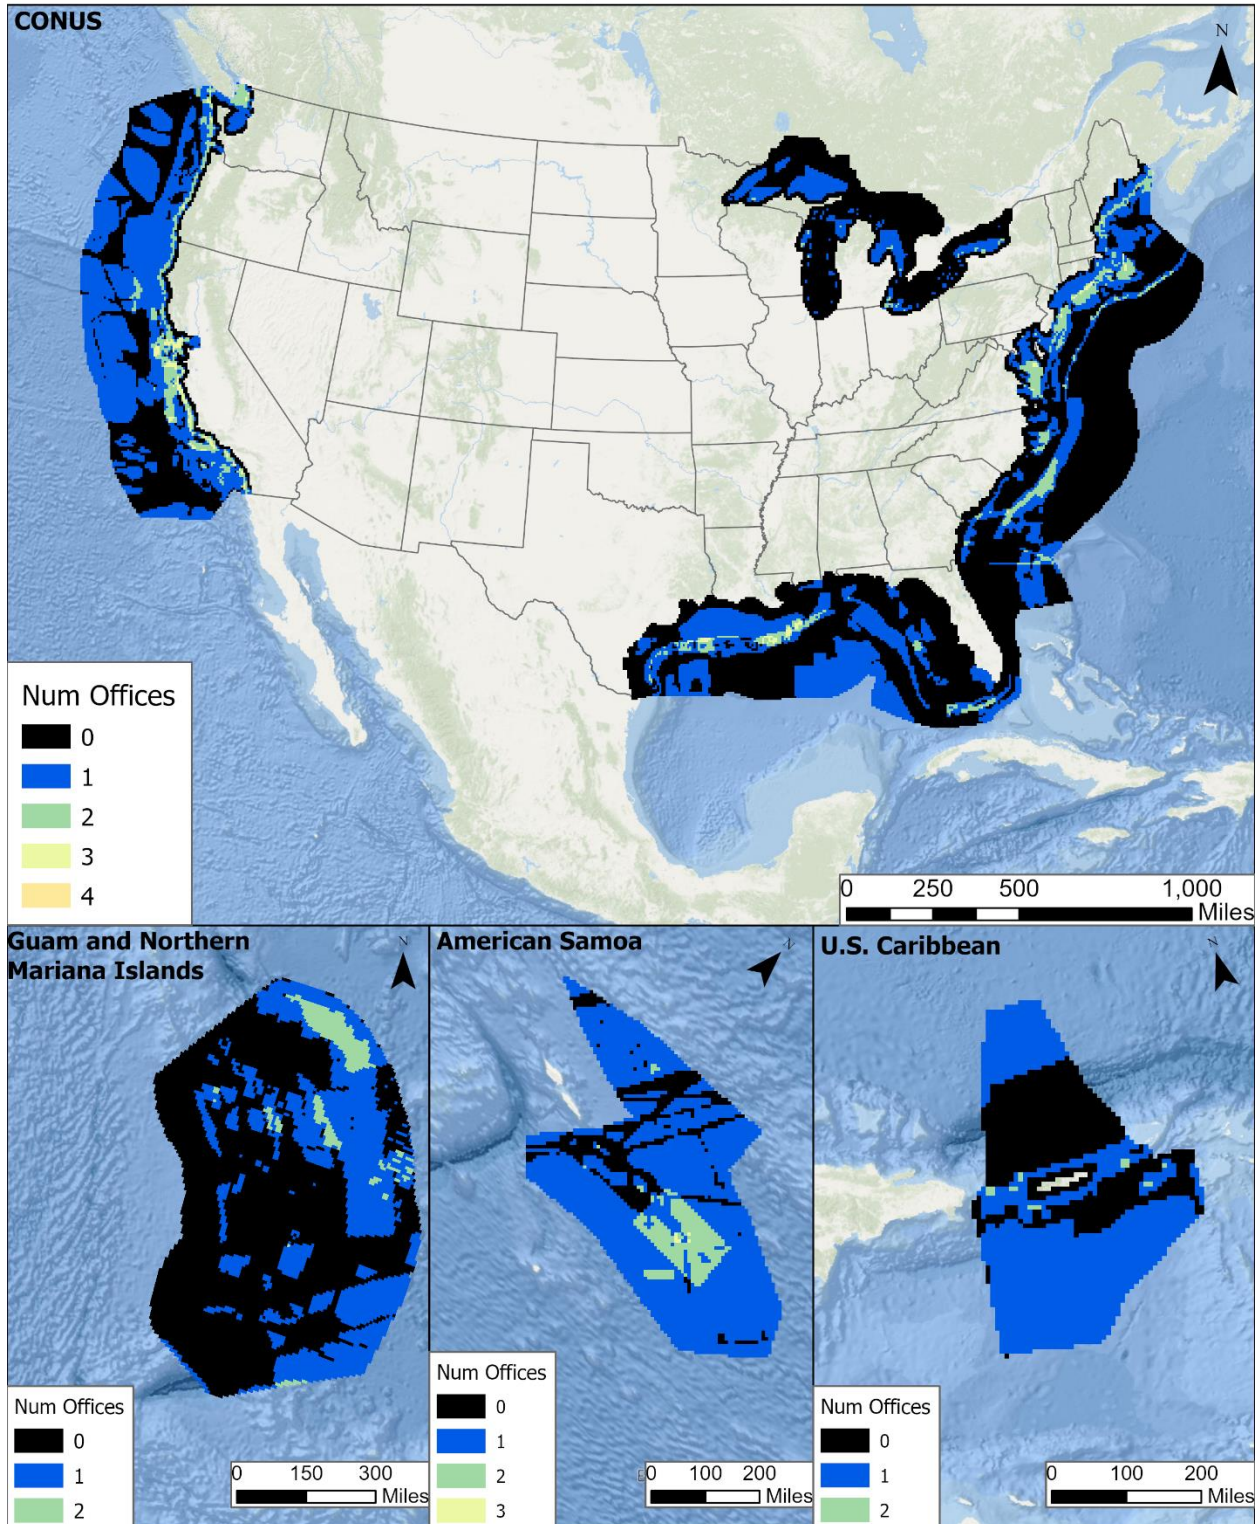 CONUS
N
Num Offices
0
1
2
3
4
0 250 500 1,000
Miles
Guam and Northern
Mariana Islands
N
Num Offices
0
1
2
0 150 300
Miles
American Samoa
N
Num Offices
0
1
2
3
0 100 200
Miles
U.S. Caribbean
N
Num Offices
0
1
2
0 100 200
Miles